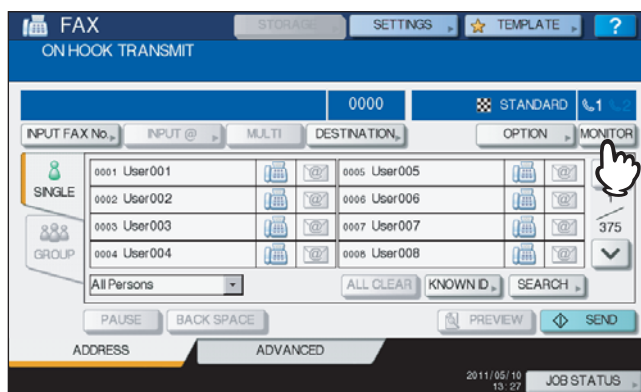 FAX STORAGE SETTINGS TEMPLATE ?
ON HOOK TRANSMIT
0000 STANDARD 1 2
INPUT FAX No. INPUT @ MULTI DESTINATION OPTION MONITOR
SINGLE
GROUP
0001 User001 0005 User005
0002 User002 0006 User006
0003 User003 0007 User007
0004 User004 0008 User008
1
375
All Persons ALL CLEAR KNOWN ID SEARCH
PAUSE BACK SPACE PREVIEW SEND
ADDRESS ADVANCED
2011/05/10
13:27 JOB STATUS